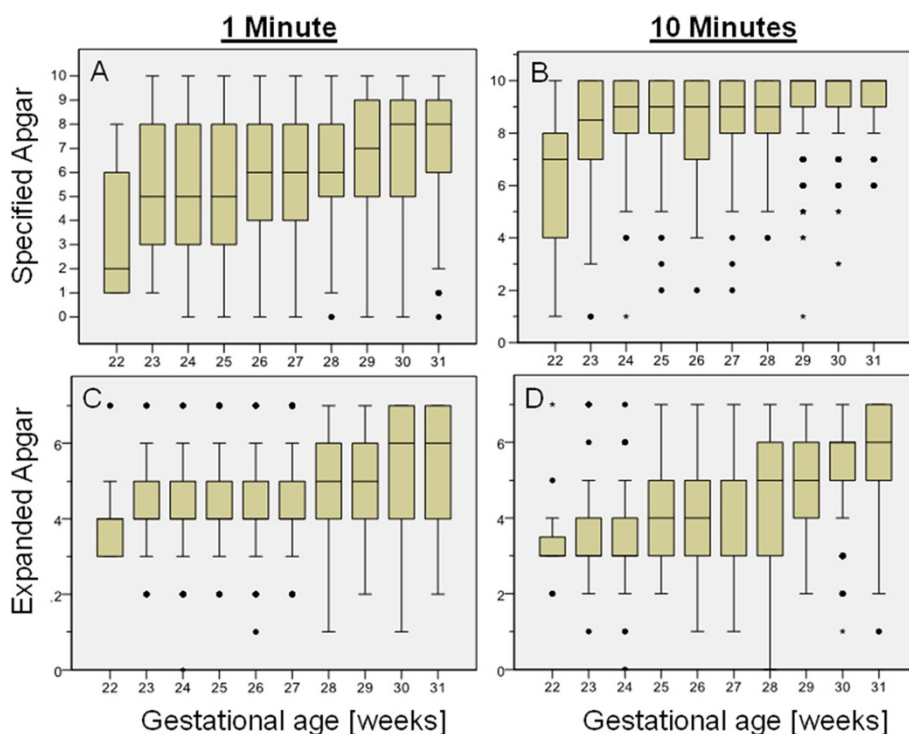 1 Minute 10 Minutes
Specified Apgar
A
10
9
8
7
6
5
4
3
2
1
0
22 23 24 25 26 27 28 29 30 31
B
10
8
6
4
2
0
22 23 24 25 26 27 28 29 30 31
Expanded Apgar
C
6
4
.2
0
22 23 24 25 26 27 28 29 30 31
D
6
4
2
0
22 23 24 25 26 27 28 29 30 31
Gestational age [weeks] Gestational age [weeks]